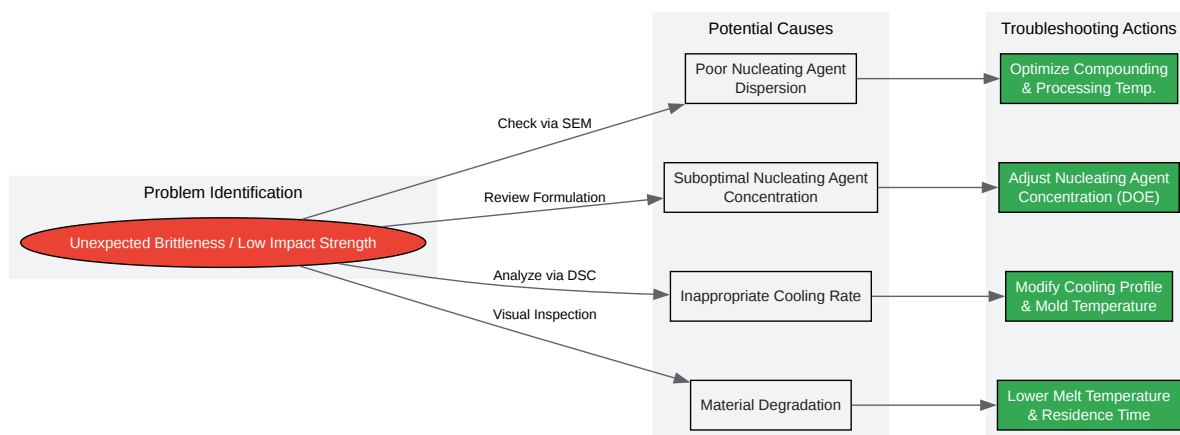 Problem Identification
Unexpected Brittleness / Low Impact Strength
Check via SEM
Review Formulation
Analyze via DSC
Visual Inspection
Potential Causes
Poor Nucleating Agent
Dispersion
Suboptimal Nucleating Agent
Concentration
Inappropriate Cooling Rate
Material Degradation
Troubleshooting Actions
Optimize Compounding
& Processing Temp.
Adjust Nucleating Agent
Concentration (DOE)
Modify Cooling Profile
& Mold Temperature
Lower Melt Temperature
& Residence Time